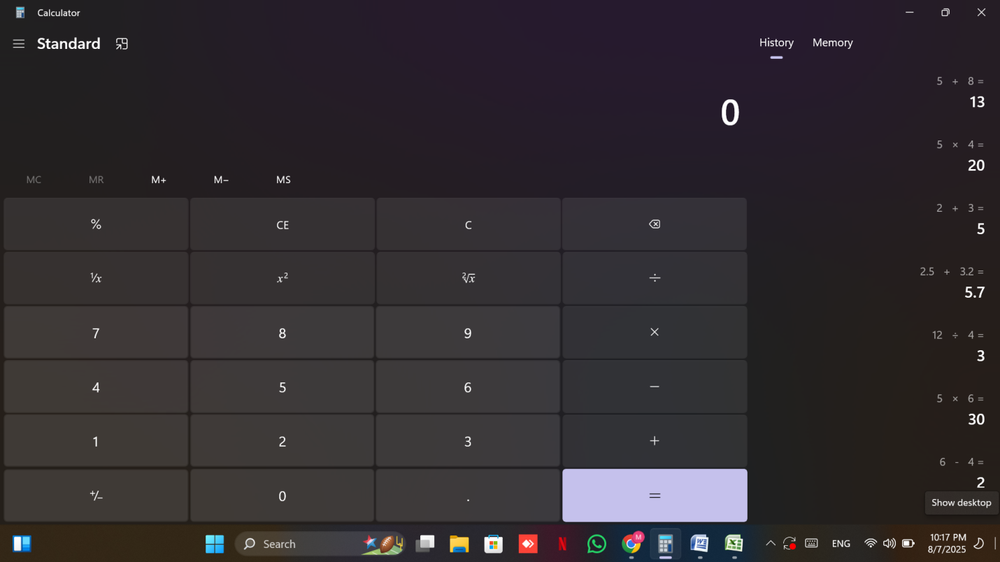 Calculator
Standard
History Memory
0
5 + 8 =
13
5 × 4 =
20
2 + 3 =
5
2.5 + 3.2 =
5.7
12 ÷ 4 =
3
5 × 6 =
30
6 - 4 =
2
MC MR M+ M− MS
% CE C
⅟x x² ²√x ÷
7 8 9 ×
4 5 6 −
1 2 3 +
+/− 0 . =
Show desktop
Search
M
N
W
X
ENG
10:17 PM
8/7/2025